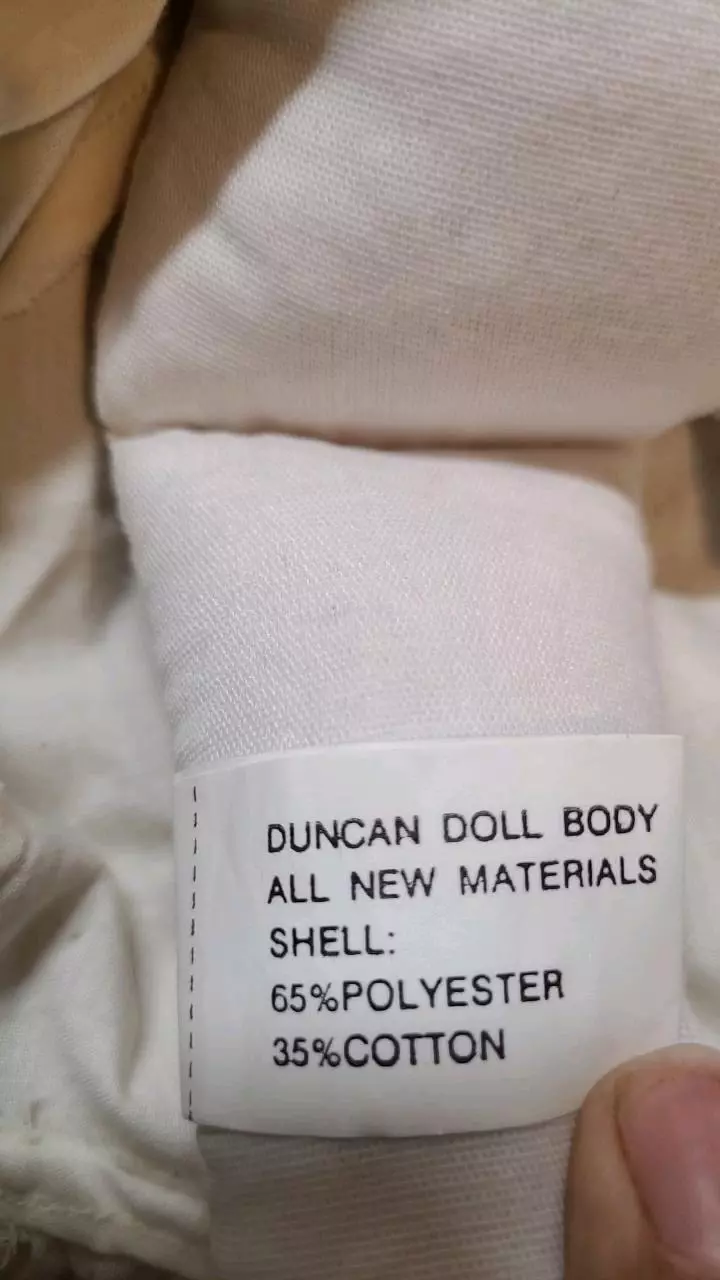 DUNCAN DOLL BODY
ALL NEW MATERIALS
SHELL:
65%POLYESTER
35%COTTON